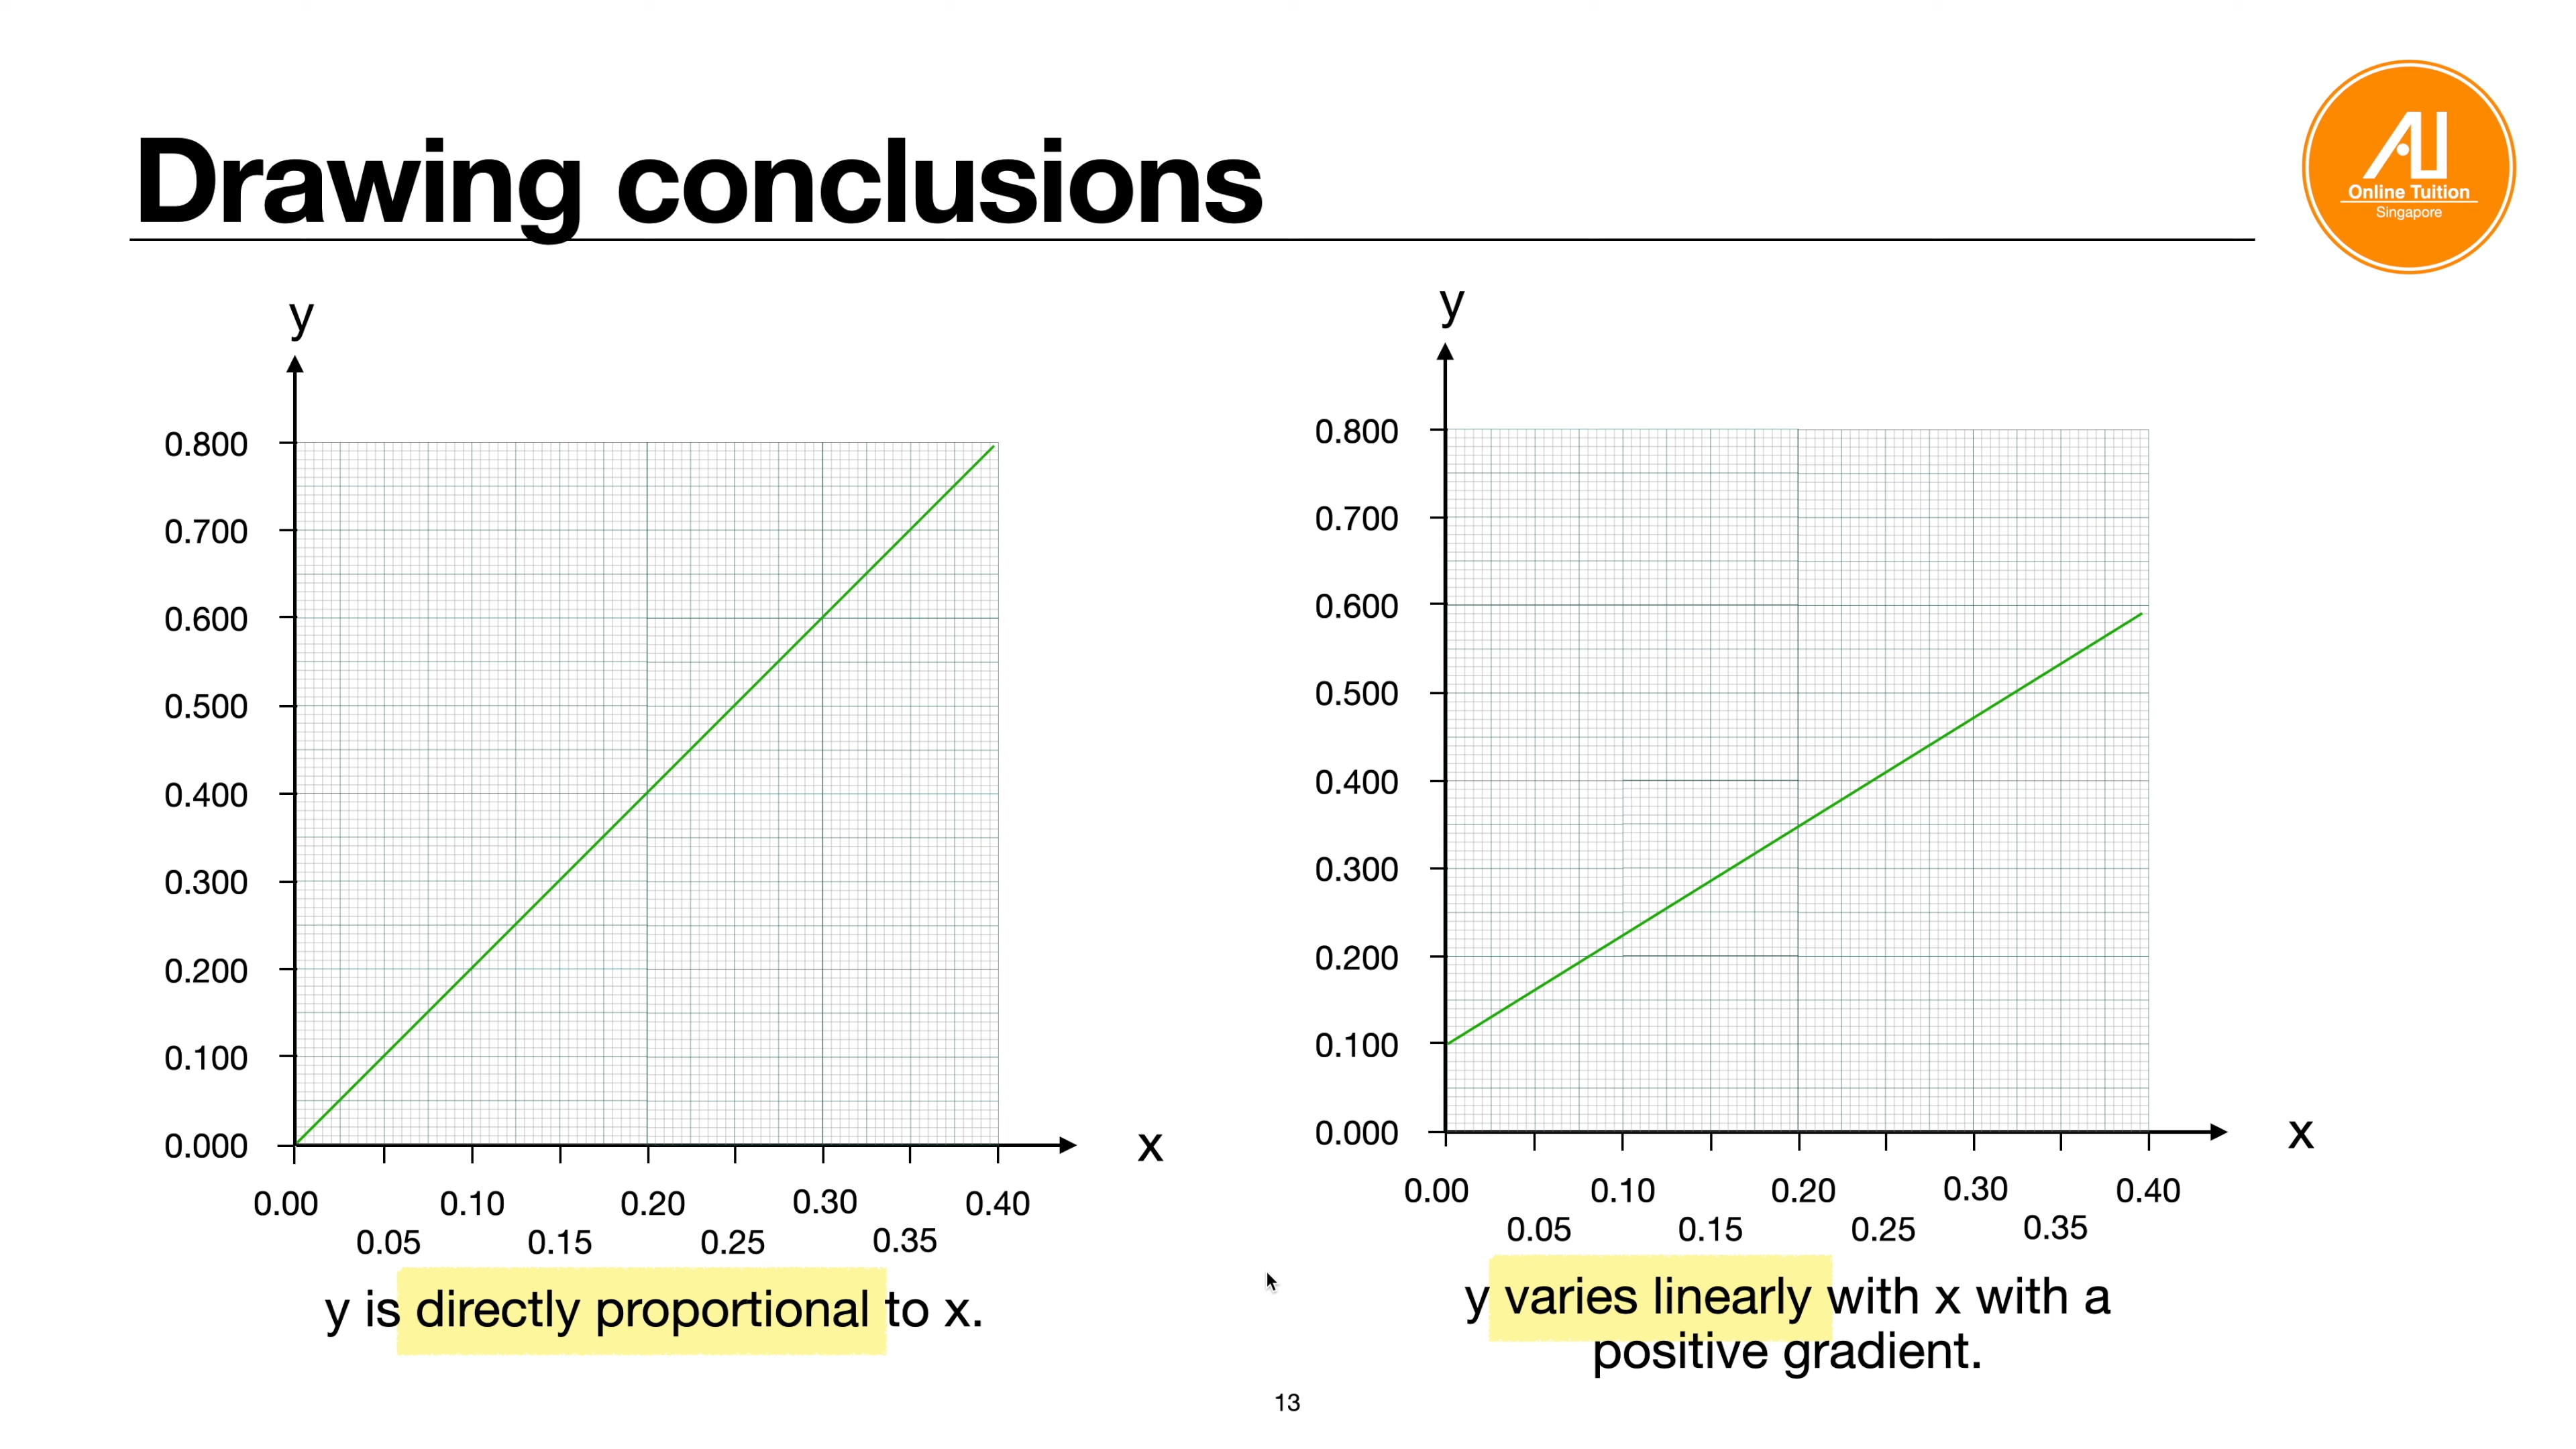 Drawing conclusions
AU
Online Tuition
Singapore
y
0.800
0.700
0.600
0.500
0.400
0.300
0.200
0.100
0.000
x
0.00 0.10 0.20 0.30 0.40
0.05 0.15 0.25 0.35
y is directly proportional to x.
y
0.800
0.700
0.600
0.500
0.400
0.300
0.200
0.100
0.000
x
0.00 0.10 0.20 0.30 0.40
0.05 0.15 0.25 0.35
y varies linearly with x with a
positive gradient.
13